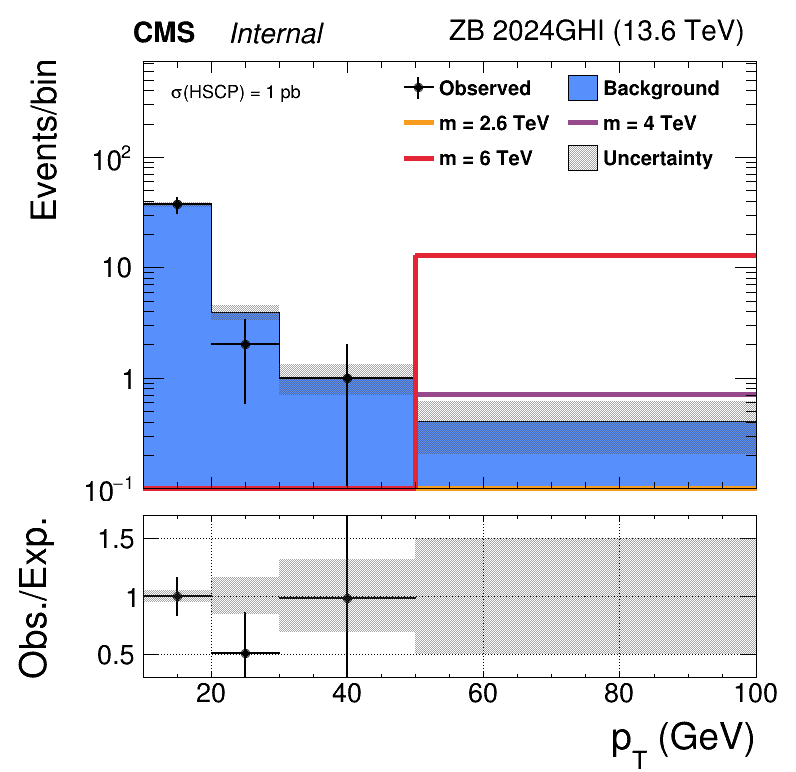 CMS Internal ZB 2024GHI (13.6 TeV)
Events/bin
σ(HSCP) = 1 pb
Observed Background
m = 2.6 TeV m = 4 TeV
m = 6 TeV Uncertainty
10²
10
1
10⁻¹
Obs./Exp.
1.5
1
0.5
20 40 60 80 100
p_T (GeV)